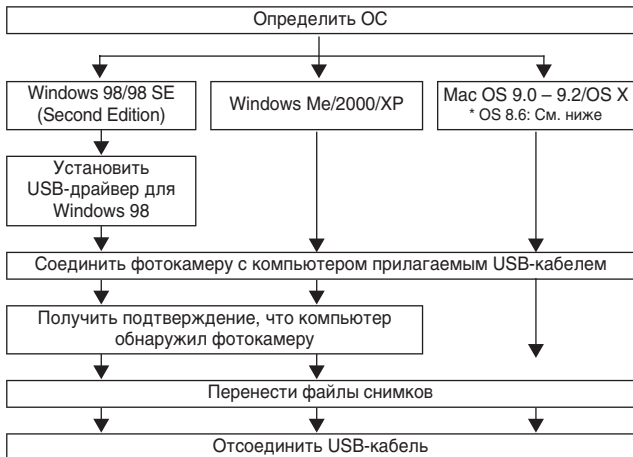 Определить ОС
Windows 98/98 SE
(Second Edition)
Windows Me/2000/XP
Mac OS 9.0 – 9.2/OS X
* OS 8.6: См. ниже
Установить
USB-драйвер для
Windows 98
Соединить фотокамеру с компьютером прилагаемым USB-кабелем
Получить подтверждение, что компьютер
обнаружил фотокамеру
Перенести файлы снимков
Отсоединить USB-кабель